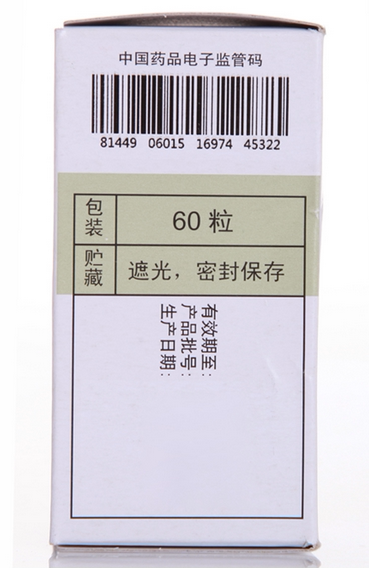 中国药品电子监管码
81449 06015 16974 45322
包装
60粒
贮藏
遮光，密封保存
有效期至:
产品批号:
生产日期: